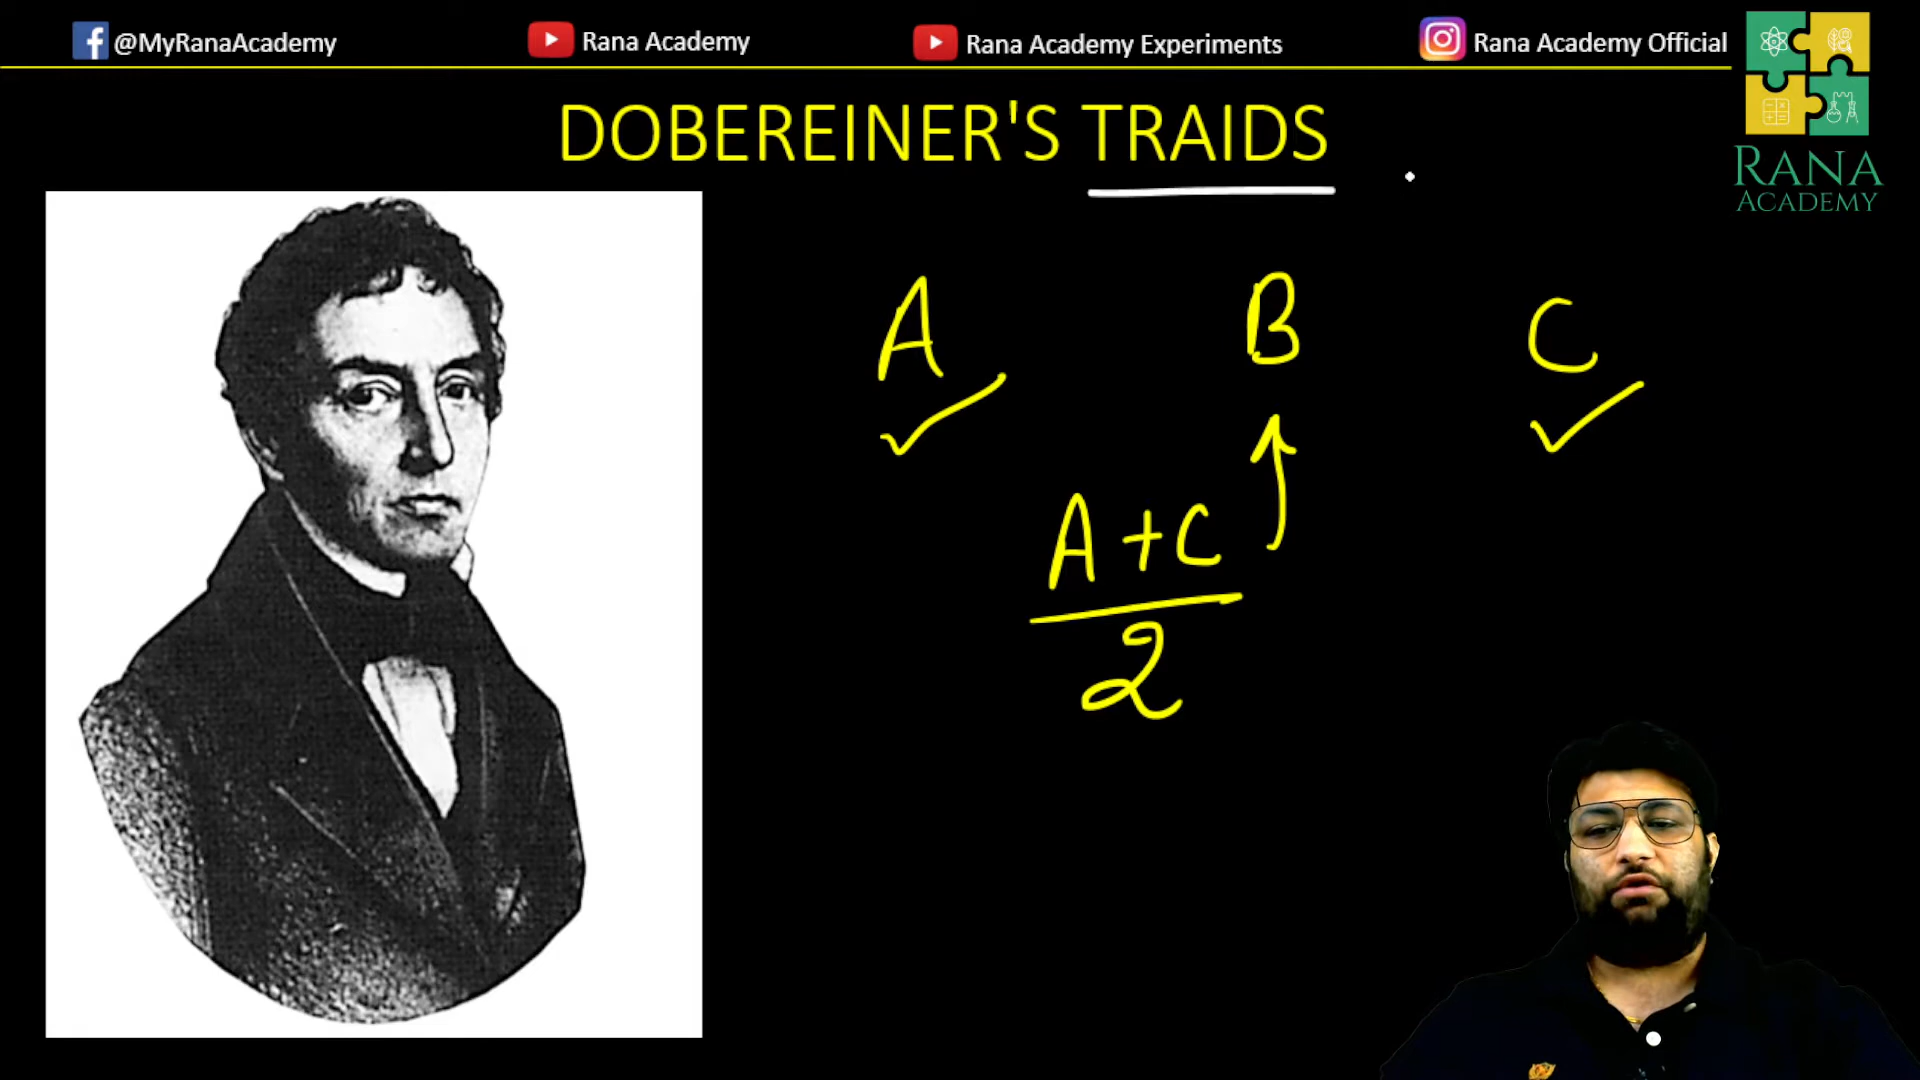 @MyRanaAcademy Rana Academy Rana Academy Experiments Rana Academy Official
DOBEREINER'S TRAIDS
RANA
ACADEMY
A B C
A + C
2